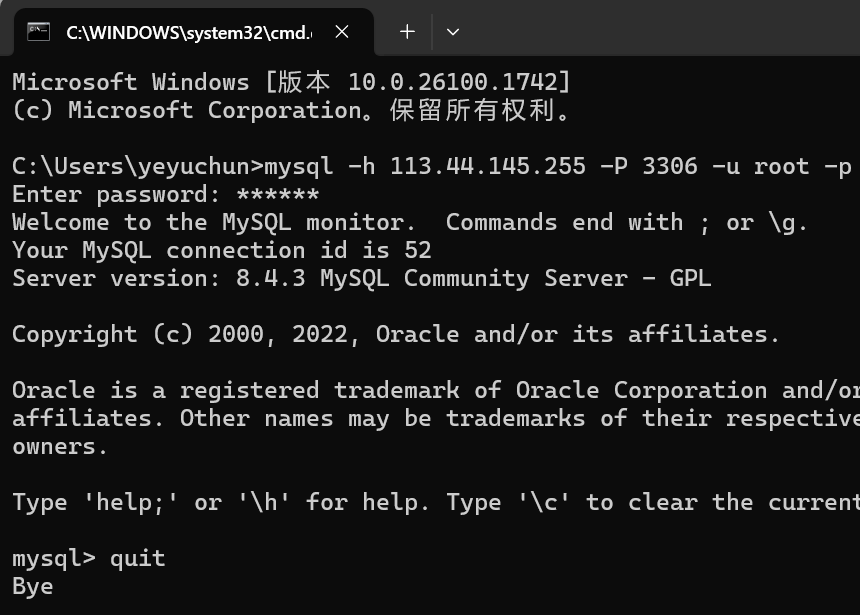 C:\WINDOWS\system32\cmd.
Microsoft Windows [版本 10.0.26100.1742]
(c) Microsoft Corporation。保留所有权利。
C:\Users\yeyuchun>mysql -h 113.44.145.255 -P 3306 -u root -p
Enter password: ******
Welcome to the MySQL monitor.  Commands end with ; or \g.
Your MySQL connection id is 52
Server version: 8.4.3 MySQL Community Server - GPL
Copyright (c) 2000, 2022, Oracle and/or its affiliates.
Oracle is a registered trademark of Oracle Corporation and/or
affiliates. Other names may be trademarks of their respective
owners.
Type 'help;' or '\h' for help. Type '\c' to clear the current
mysql> quit
Bye